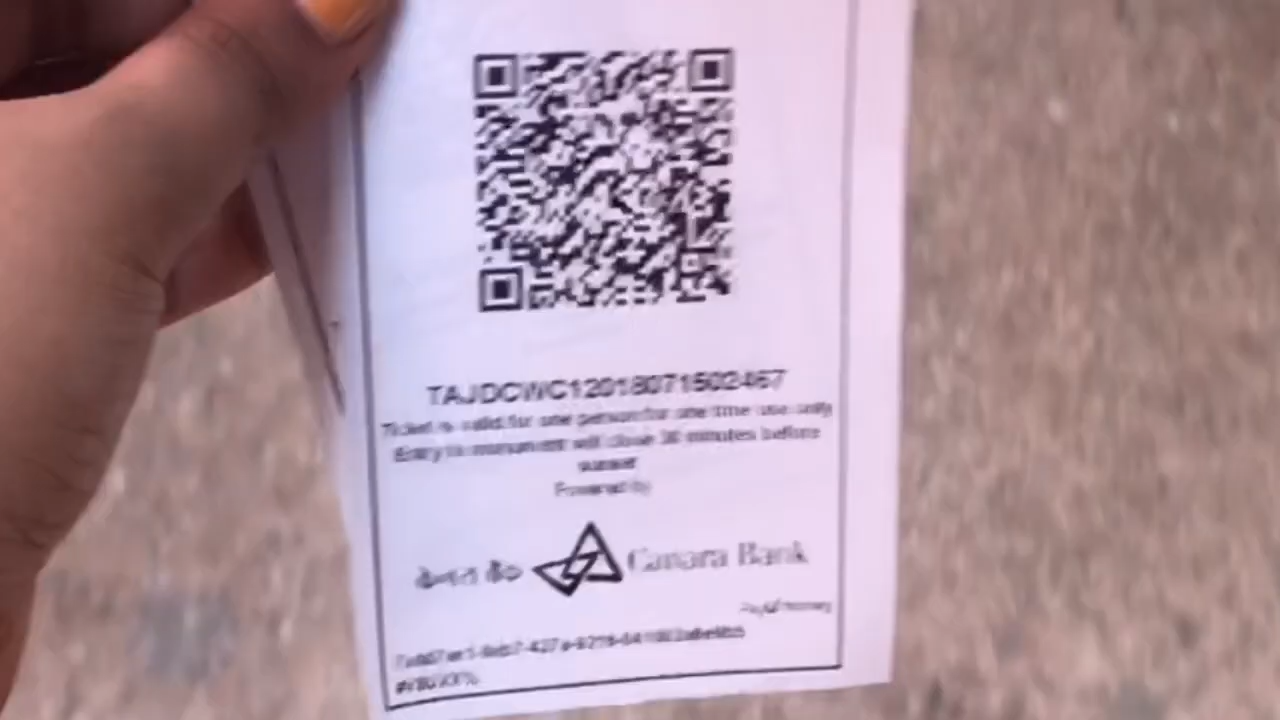 TAJDCWC12018071502467
Ticket is valid for one person for one time use only
Entry to monument will close 30 minutes before
sunset
Powered by
केनरा बैंक Canara Bank